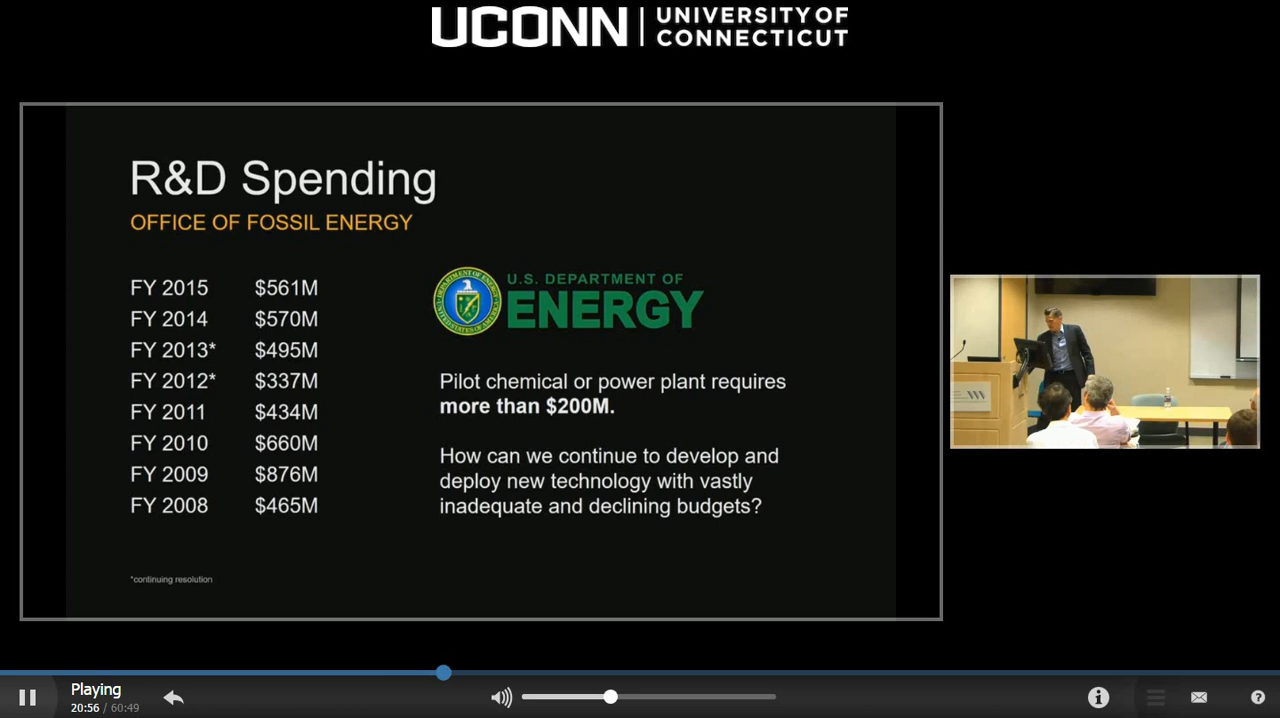 UCONN | UNIVERSITY OF
CONNECTICUT
R&D Spending
OFFICE OF FOSSIL ENERGY
FY 2015 $561M
FY 2014 $570M
FY 2013* $495M
FY 2012* $337M
FY 2011 $434M
FY 2010 $660M
FY 2009 $876M
FY 2008 $465M
*continuing resolution
U.S. DEPARTMENT OF
ENERGY
Pilot chemical or power plant requires
more than $200M.
How can we continue to develop and
deploy new technology with vastly
inadequate and declining budgets?
Playing
20:56 / 60:49